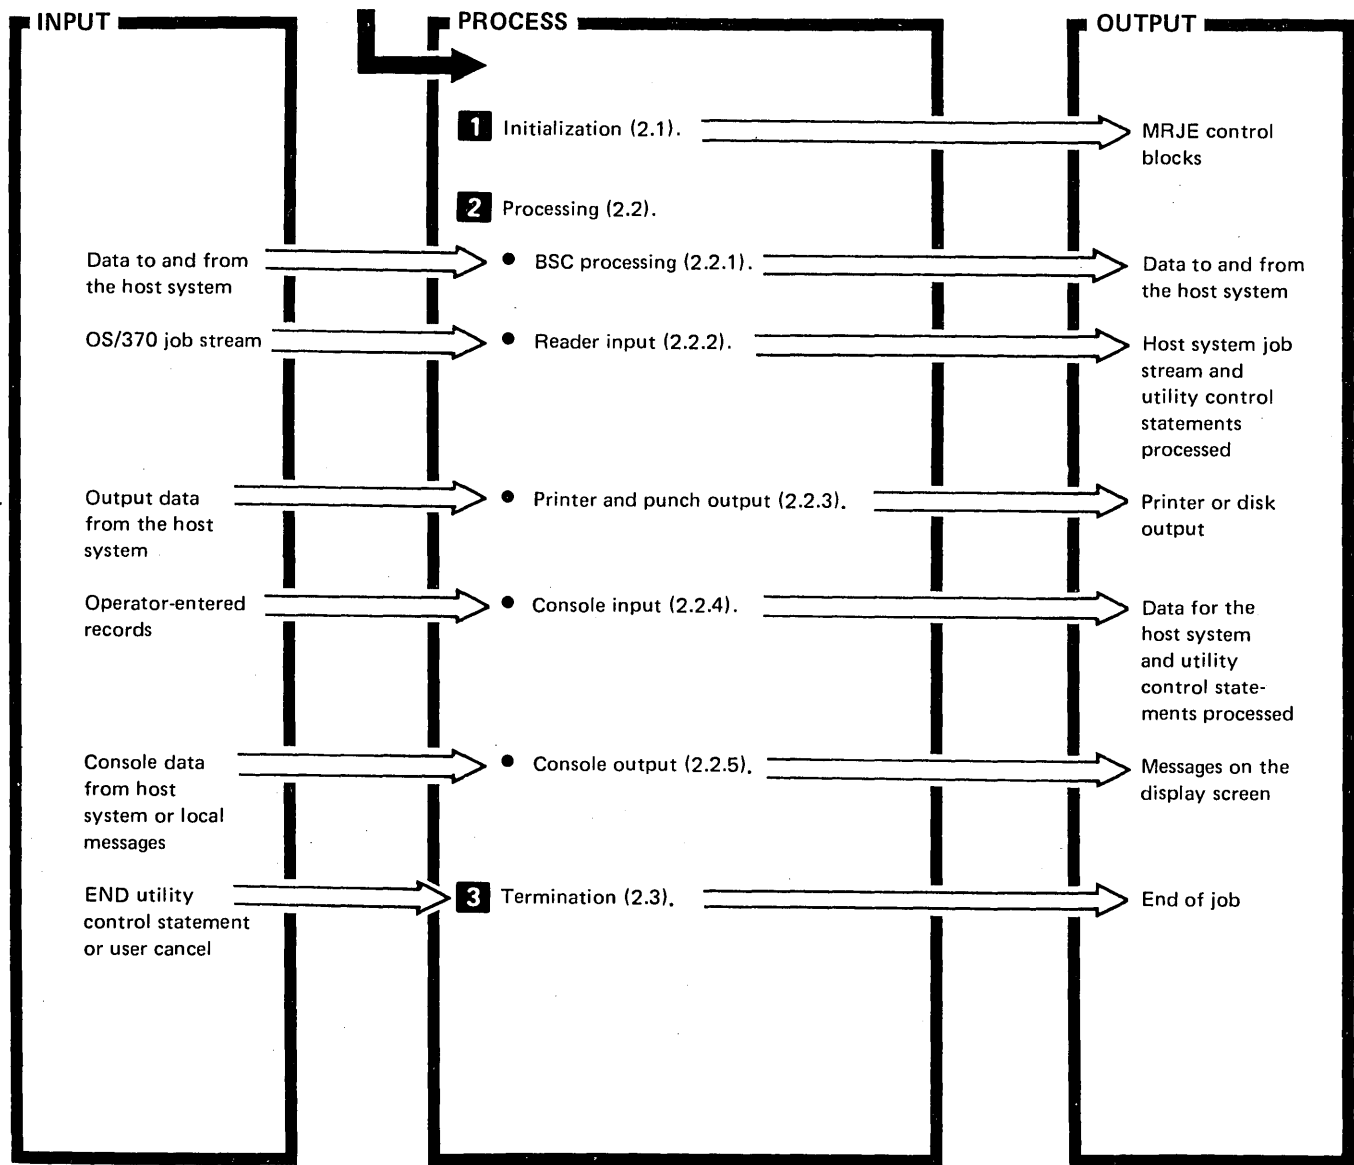 INPUT
PROCESS
OUTPUT
1 Initialization (2.1).
MRJE control
blocks
2 Processing (2.2).
Data to and from
the host system
• BSC processing (2.2.1).
Data to and from
the host system
OS/370 job stream
• Reader input (2.2.2).
Host system job
stream and
utility control
statements
processed
Output data
from the host
system
• Printer and punch output (2.2.3).
Printer or disk
output
Operator-entered
records
• Console input (2.2.4).
Data for the
host system
and utility
control state-
ments processed
Console data
from host
system or local
messages
• Console output (2.2.5).
Messages on the
display screen
END utility
control statement
or user cancel
3 Termination (2.3).
End of job